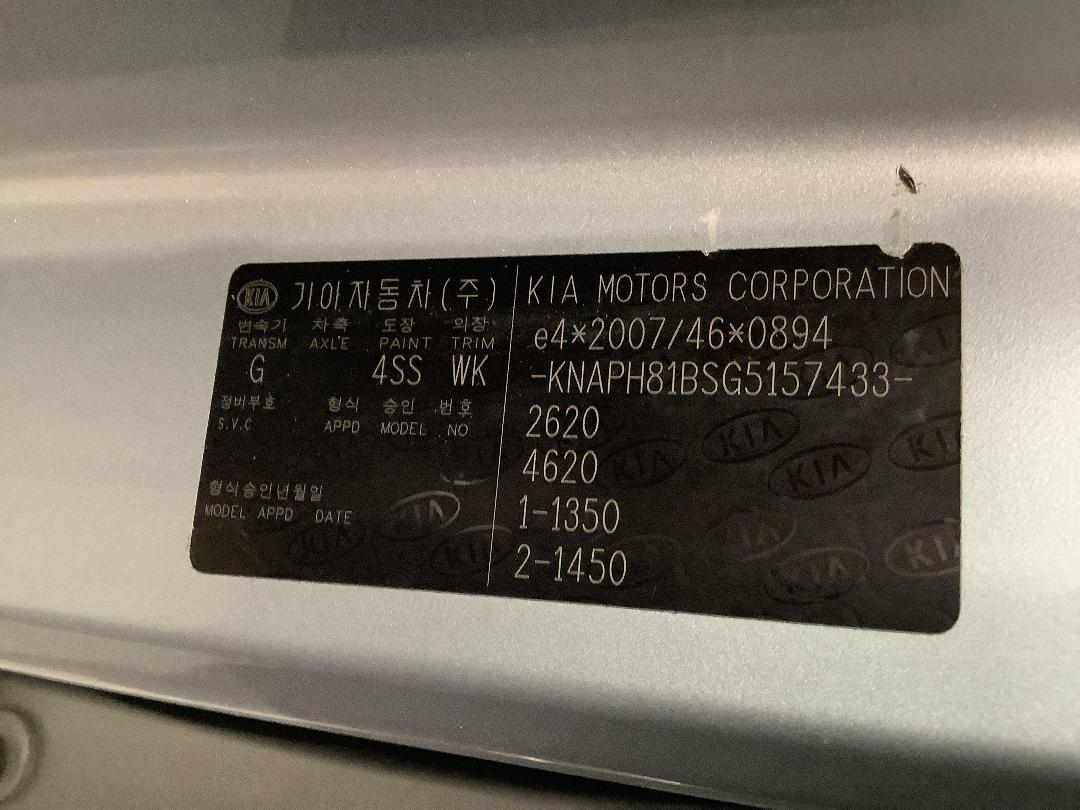 KIA 기아자동차(주)
변속기 차축 도장 의장
TRANSM AXLE PAINT TRIM
G 4SS WK
정비부호 형식 승인 번호
S.V.C APPD MODEL NO
형식승인년월일
MODEL APPD DATE
KIA MOTORS CORPORATION
e4*2007/46*0894
-KNAPH81BSG5157433-
2620
4620
1-1350
2-1450